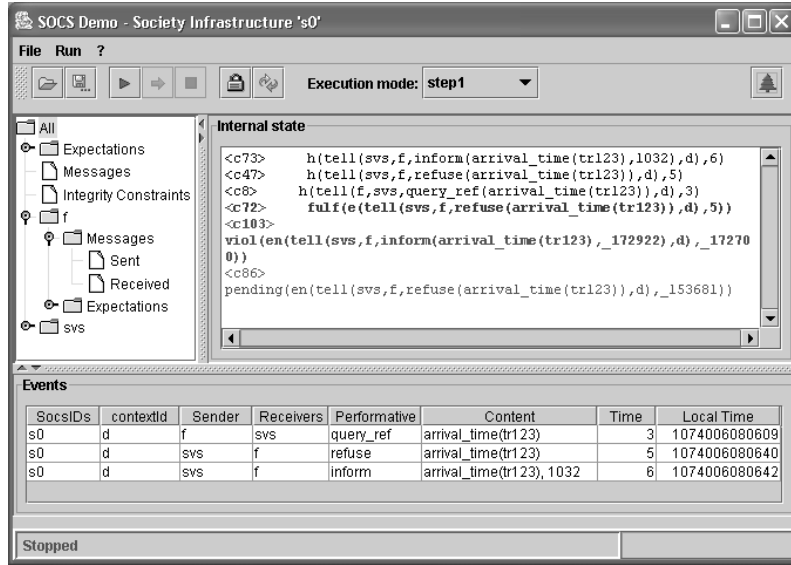 SOCS Demo - Society Infrastructure 's0'
File Run ?
Execution mode: step1
All
Expectations
Messages
Integrity Constraints
f
Messages
Sent
Received
Expectations
svs
Internal state
<c73> h(tell(svs,f,inform(arrival_time(tr123),1032),d),6)
<c47> h(tell(svs,f,refuse(arrival_time(tr123)),d),5)
<c8> h(tell(f,svs,query_ref(arrival_time(tr123)),d),3)
<c72> fulf(e(tell(svs,f,refuse(arrival_time(tr123)),d),5))
<c103>
viol(en(tell(svs,f,inform(arrival_time(tr123),_172922),d),_17270
0))
<c86>
pending(en(tell(svs,f,refuse(arrival_time(tr123)),d),_153681))
Events
SocsIDs contextId Sender Receivers Performative Content Time Local Time
s0 d f svs query_ref arrival_time(tr123) 3 1074006080609
s0 d svs f refuse arrival_time(tr123) 5 1074006080640
s0 d svs f inform arrival_time(tr123), 1032 6 1074006080642
Stopped